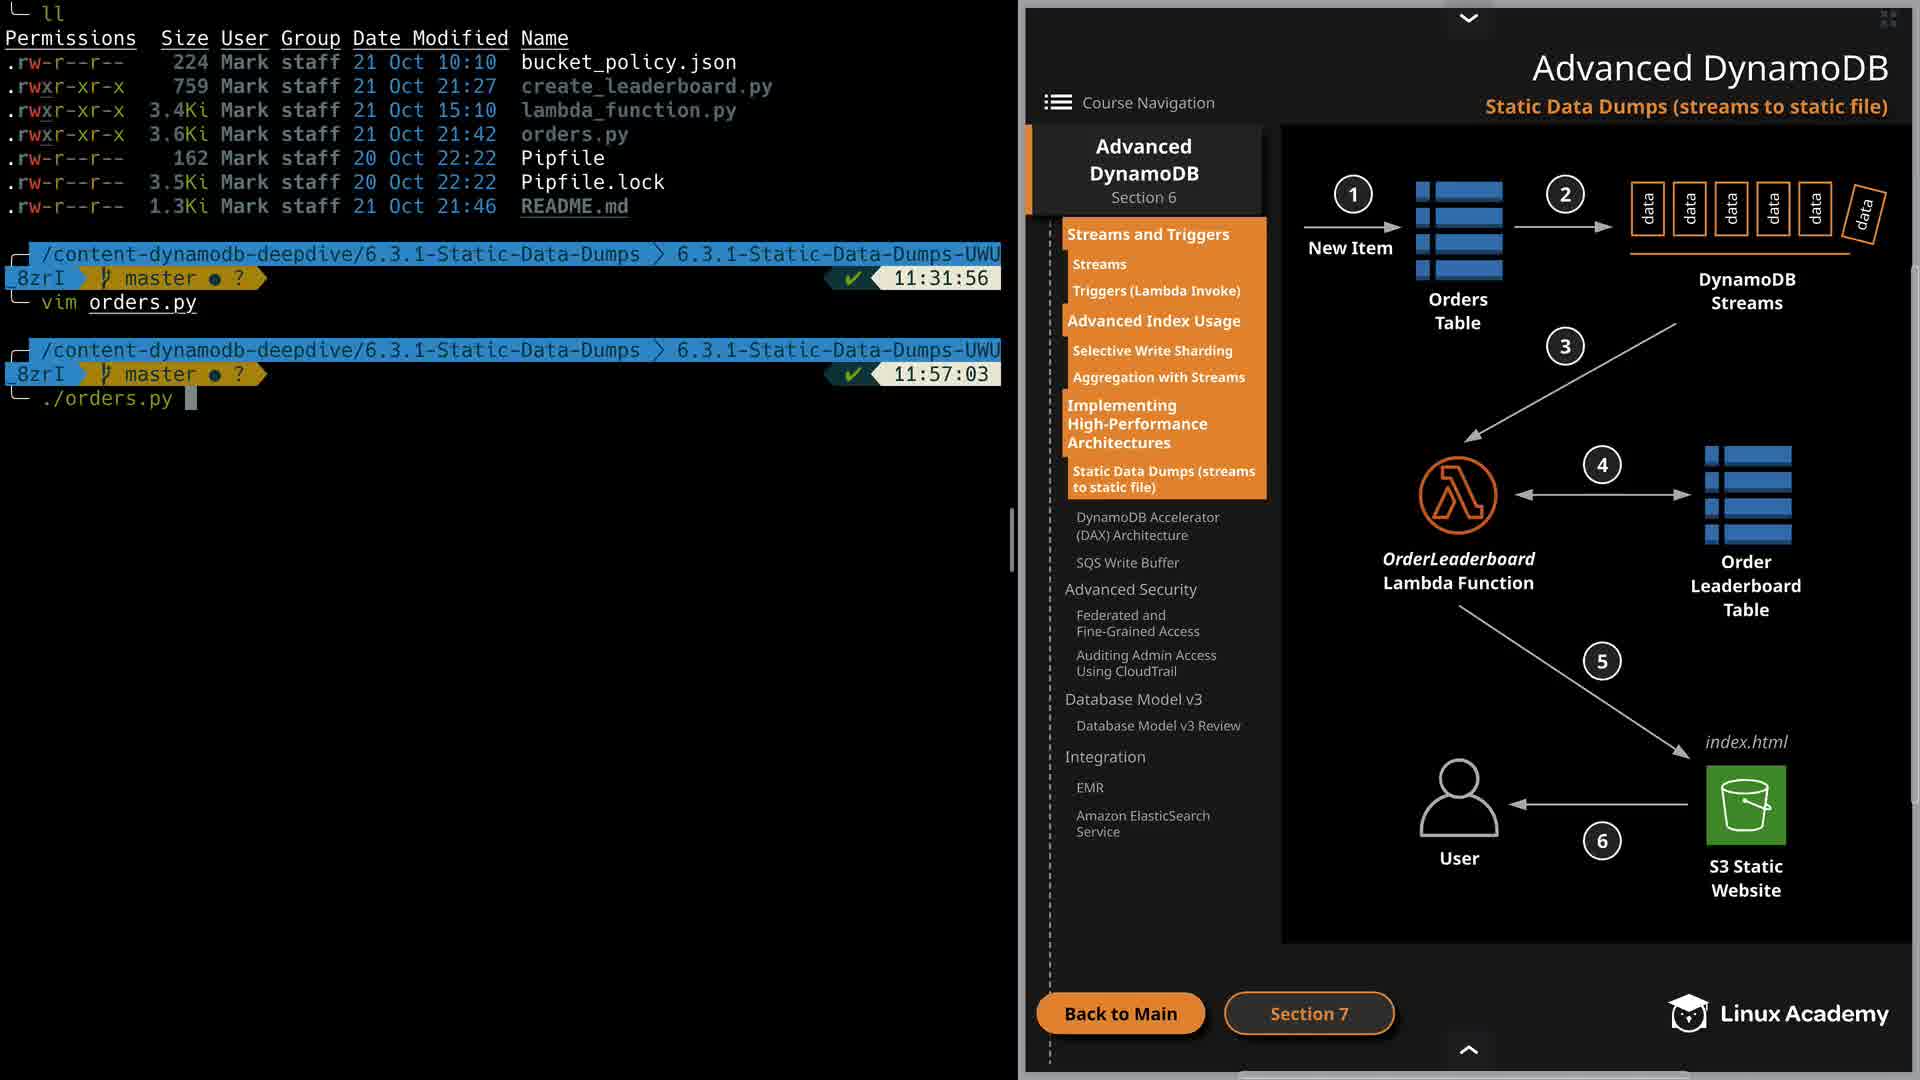 ll
Permissions Size User Group Date Modified Name
.rw-r--r-- 224 Mark staff 21 Oct 10:10 bucket_policy.json
.rwxr-xr-x 759 Mark staff 21 Oct 21:27 create_leaderboard.py
.rwxr-xr-x 3.4Ki Mark staff 21 Oct 15:10 lambda_function.py
.rwxr-xr-x 3.6Ki Mark staff 21 Oct 21:42 orders.py
.rw-r--r-- 162 Mark staff 20 Oct 22:22 Pipfile
.rw-r--r-- 3.5Ki Mark staff 20 Oct 22:22 Pipfile.lock
.rw-r--r-- 1.3Ki Mark staff 21 Oct 21:46 README.md
/content-dynamodb-deepdive/6.3.1-Static-Data-Dumps 6.3.1-Static-Data-Dumps-UWU
_8zrI master ● ? ✔ 11:31:56
vim orders.py
/content-dynamodb-deepdive/6.3.1-Static-Data-Dumps 6.3.1-Static-Data-Dumps-UWU
_8zrI master ● ? ✔ 11:57:03
./orders.py
Advanced DynamoDB
Static Data Dumps (streams to static file)
Course Navigation
Advanced
DynamoDB
Section 6
Streams and Triggers
Streams
Triggers (Lambda Invoke)
Advanced Index Usage
Selective Write Sharding
Aggregation with Streams
Implementing
High-Performance
Architectures
Static Data Dumps (streams
to static file)
DynamoDB Accelerator
(DAX) Architecture
SQS Write Buffer
Advanced Security
Federated and
Fine-Grained Access
Auditing Admin Access
Using CloudTrail
Database Model v3
Database Model v3 Review
Integration
EMR
Amazon ElasticSearch
Service
1
New Item
Orders
Table
2
data data data data data data
DynamoDB
Streams
3
OrderLeaderboard
Lambda Function
4
Order
Leaderboard
Table
5
index.html
S3 Static
Website
6
User
Back to Main
Section 7
Linux Academy